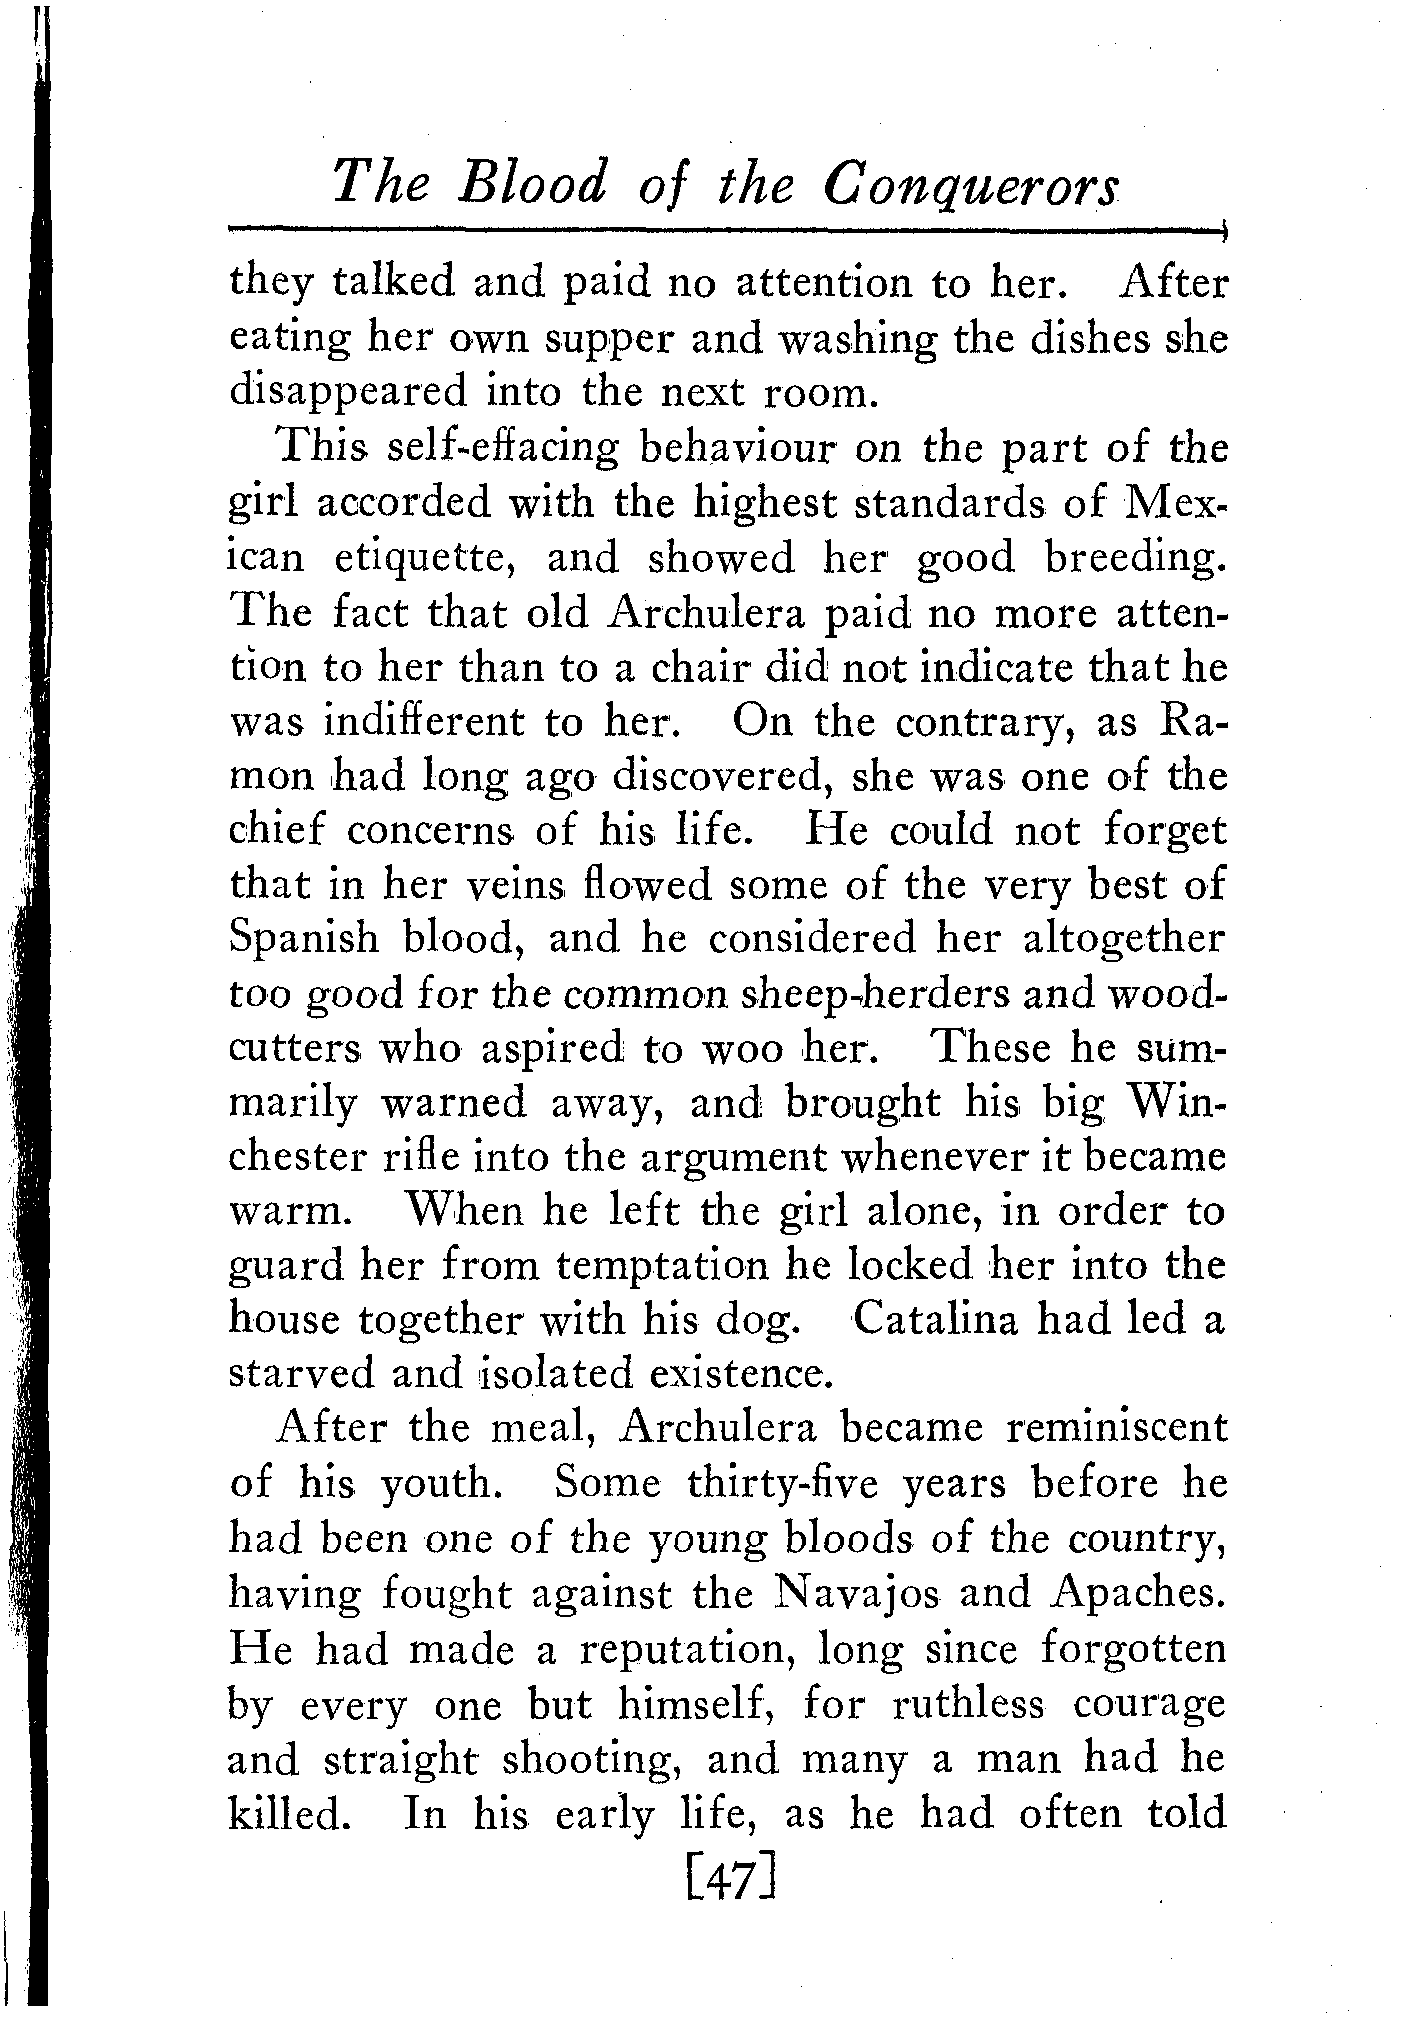 The Blood of the Conquerors
they talked and paid no attention to her. After
eating her own supper and washing the dishes she
disappeared into the next room.
This self-effacing behaviour on the part of the
girl accorded with the highest standards of Mex-
ican etiquette, and showed her good breeding.
The fact that old Archulera paid no more atten-
tion to her than to a chair did not indicate that he
was indifferent to her. On the contrary, as Ra-
mon had long ago discovered, she was one of the
chief concerns of his life. He could not forget
that in her veins flowed some of the very best of
Spanish blood, and he considered her altogether
too good for the common sheep-herders and wood-
cutters who aspired to woo her. These he sum-
marily warned away, and brought his big Win-
chester rifle into the argument whenever it became
warm. When he left the girl alone, in order to
guard her from temptation he locked her into the
house together with his dog. Catalina had led a
starved and isolated existence.
After the meal, Archulera became reminiscent
of his youth. Some thirty-five years before he
had been one of the young bloods of the country,
having fought against the Navajos and Apaches.
He had made a reputation, long since forgotten
by every one but himself, for ruthless courage
and straight shooting, and many a man had he
killed. In his early life, as he had often told
[47]